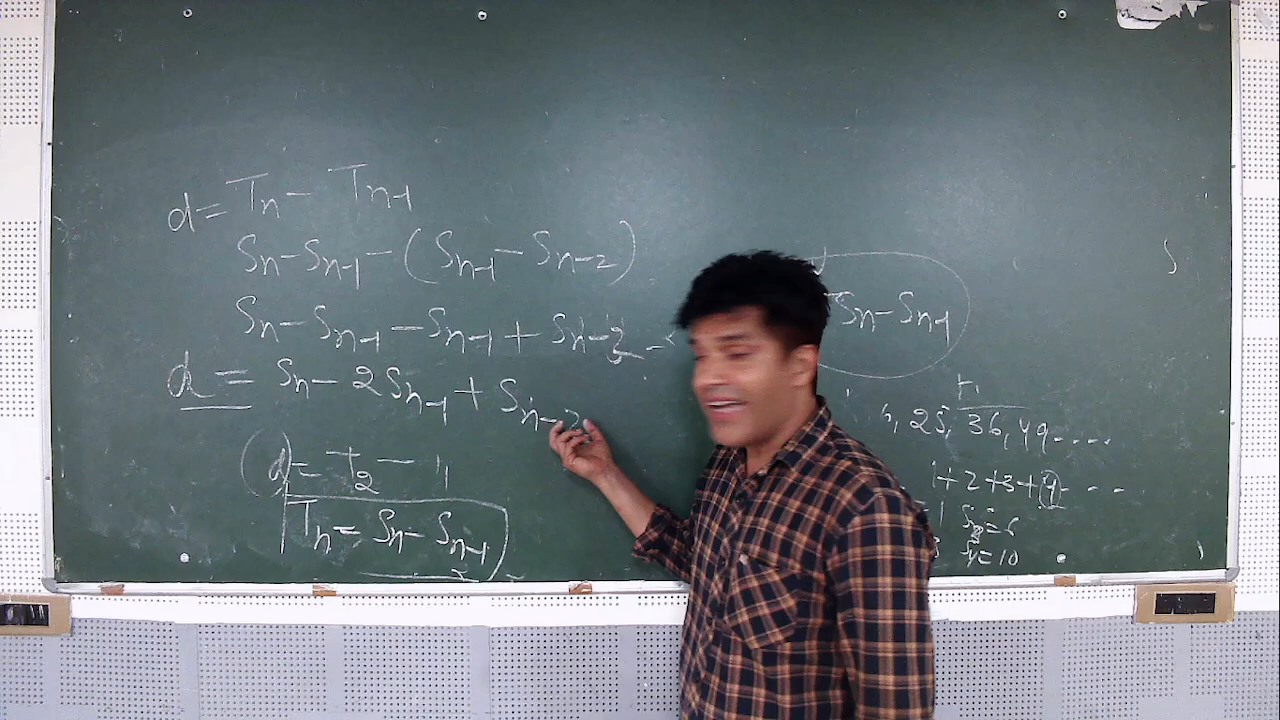 d = Tn - Tn-1
Sn - Sn-1 - (Sn-1 - Sn-2)
Sn - Sn-1 - Sn-1 + Sn-2
d = Sn - 2Sn-1 + Sn-2
d = T2 - T1
Tn = Sn - Sn-1
Sn - Sn-1
25, 36, 49....
1+2+3+4....
S3 = 6
S4 = 10
S